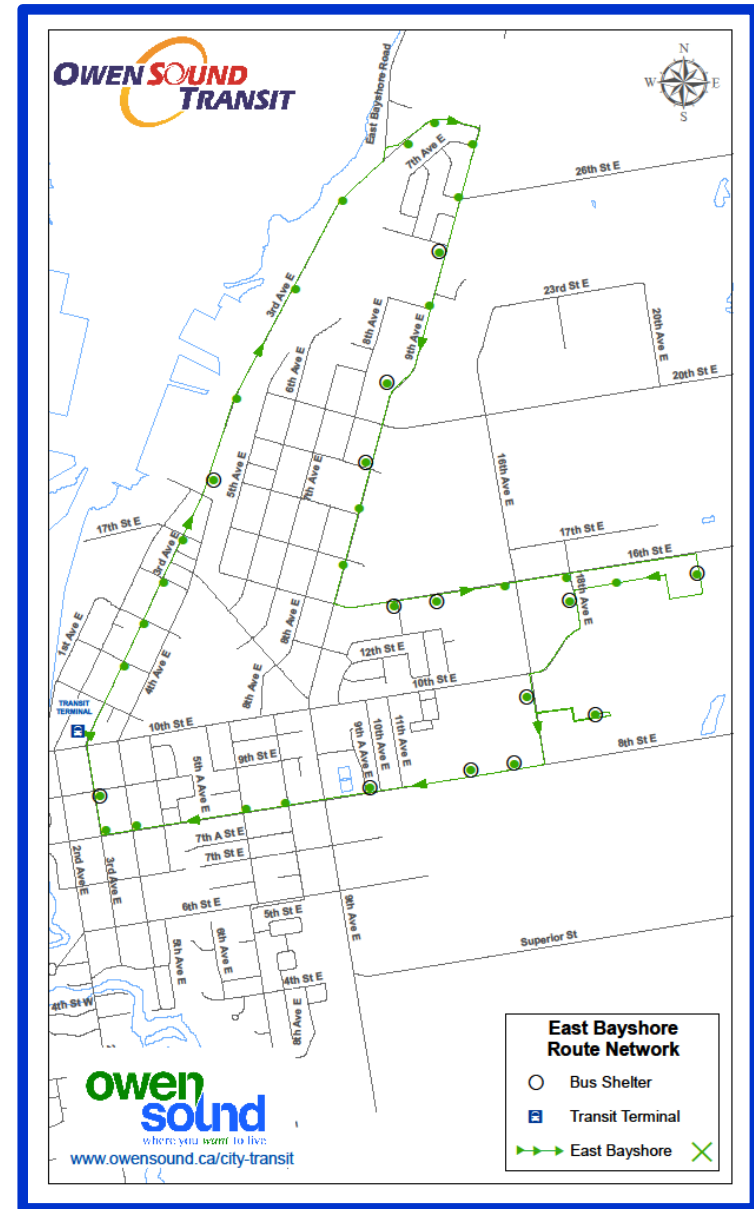 OWEN SOUND
TRANSIT
N
W
E
S
East Bayshore Road
7th Ave E
26th St E
3rd Ave E
23rd St E
8th Ave E
9th Ave E
20th Ave E
6th Ave E
20th St E
5th Ave E
7th Ave E
16th Ave E
17th St E
17th St E
3rd Ave E
16th St E
18th Ave E
1st Ave E
8th Ave E
12th St E
4th Ave E
8th Ave E
10th St E
TRANSIT
TERMINAL
10th St E
11th Ave E
10th Ave E
9th A Ave E
8th St E
9th St E
5th A Ave E
7th A St E
7th St E
2nd Ave E
3rd Ave E
6th St E
5th St E
9th Ave E
5th Ave E
6th Ave E
Superior St
4th St E
4th St W
8th Ave E
East Bayshore
Route Network
Bus Shelter
Transit Terminal
East Bayshore
owen
sound
where you want to live
www.owensound.ca/city-transit